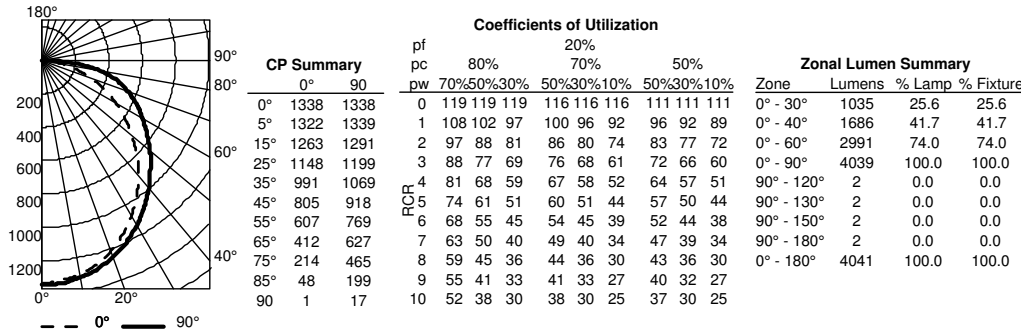 180°
90°
80°
60°
40°
200
400
600
800
1000
1200
0° 20°
0° 90°
CP Summary
0° 90
0° 1338 1338
5° 1322 1339
15° 1263 1291
25° 1148 1199
35° 991 1069
45° 805 918
55° 607 769
65° 412 627
75° 214 465
85° 48 199
90 1 17
Coefficients of Utilization
pf 20%
pc 80% 70% 50%
pw 70%50%30% 50%30%10% 50%30%10%
RCR
0 119 119 119 116 116 116 111 111 111
1 108 102 97 100 96 92 96 92 89
2 97 88 81 86 80 74 83 77 72
3 88 77 69 76 68 61 72 66 60
4 81 68 59 67 58 52 64 57 51
5 74 61 51 60 51 44 57 50 44
6 68 55 45 54 45 39 52 44 38
7 63 50 40 49 40 34 47 39 34
8 59 45 36 44 36 30 43 36 30
9 55 41 33 41 33 27 40 32 27
10 52 38 30 38 30 25 37 30 25
Zonal Lumen Summary
Zone Lumens % Lamp % Fixture
0° - 30° 1035 25.6 25.6
0° - 40° 1686 41.7 41.7
0° - 60° 2991 74.0 74.0
0° - 90° 4039 100.0 100.0
90° - 120° 2 0.0 0.0
90° - 130° 2 0.0 0.0
90° - 150° 2 0.0 0.0
90° - 180° 2 0.0 0.0
0° - 180° 4041 100.0 100.0